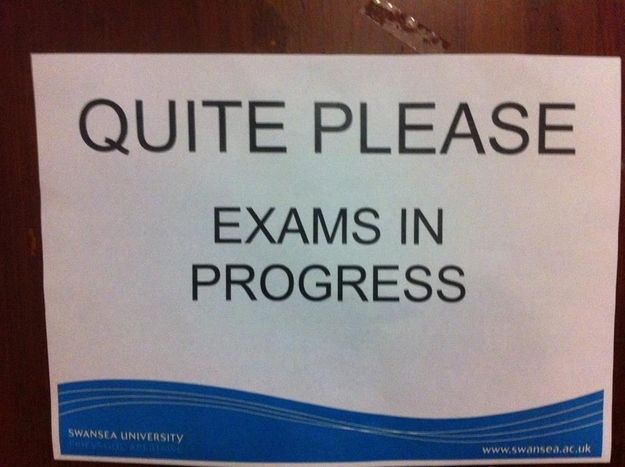 QUITE PLEASE
EXAMS IN
PROGRESS
SWANSEA UNIVERSITY
www.swansea.ac.uk